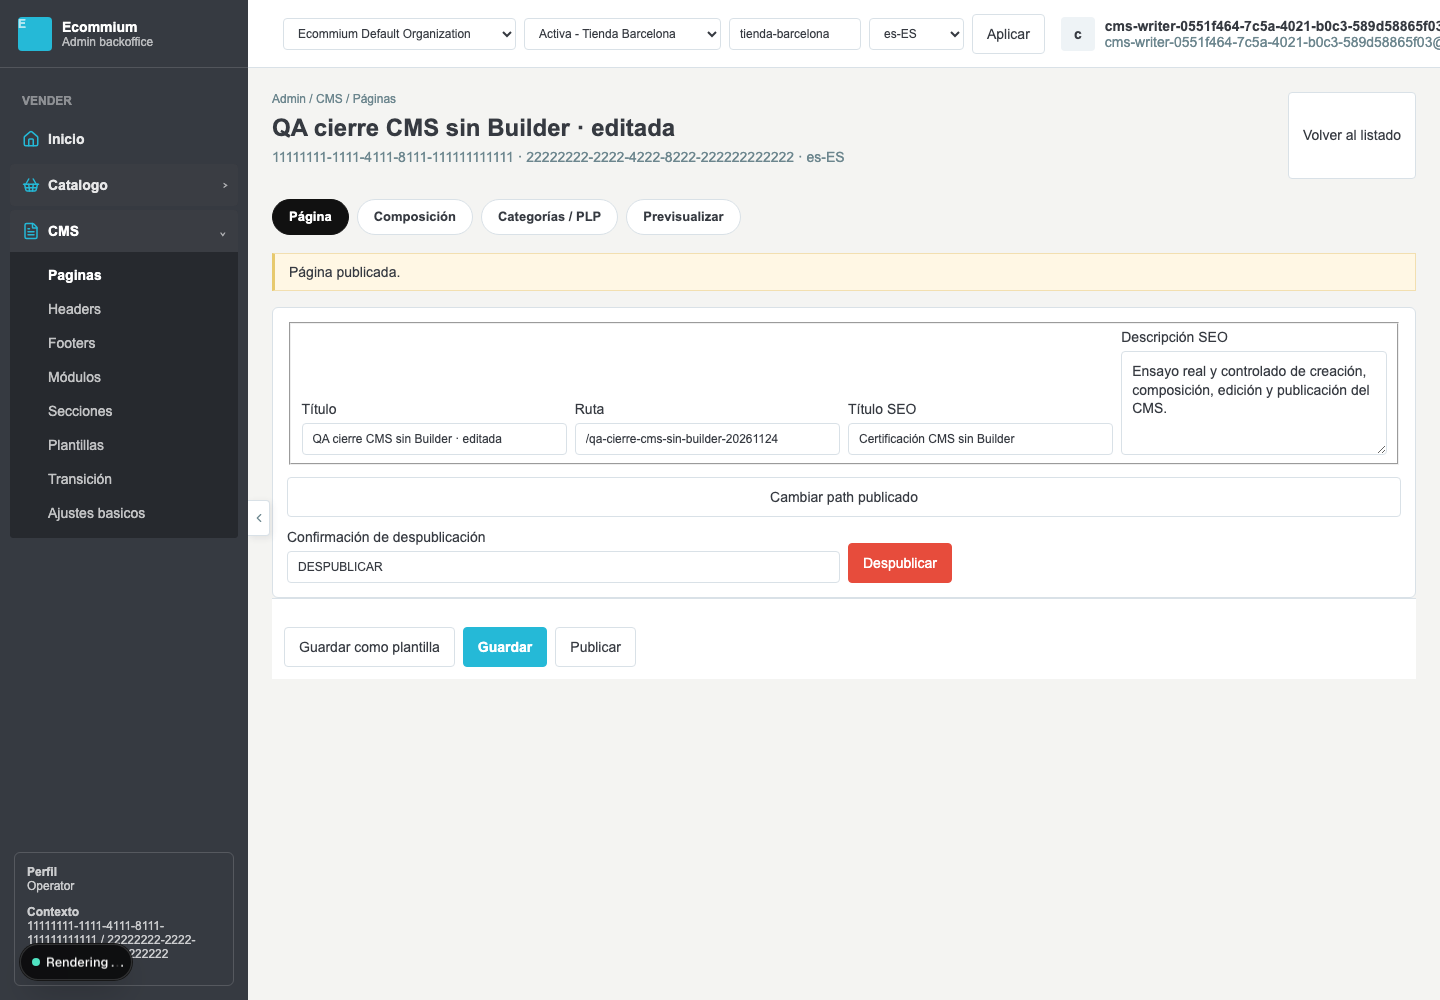 E
Ecommium
Admin backoffice
Ecommium Default Organization
Activa - Tienda Barcelona
tienda-barcelona
es-ES
Aplicar
c
cms-writer-0551f464-7c5a-4021-b0c3-589d58865f03
cms-writer-0551f464-7c5a-4021-b0c3-589d58865f03@
VENDER
Inicio
Catalogo
CMS
Paginas
Headers
Footers
Módulos
Secciones
Plantillas
Transición
Ajustes basicos
Perfil
Operator
Contexto
11111111-1111-4111-8111-
111111111111 / 22222222-2222-
222222
Rendering...
Admin / CMS / Páginas
QA cierre CMS sin Builder · editada
11111111-1111-4111-8111-111111111111 · 22222222-2222-4222-8222-222222222222 · es-ES
Volver al listado
Página
Composición
Categorías / PLP
Previsualizar
Página publicada.
Título
QA cierre CMS sin Builder · editada
Ruta
/qa-cierre-cms-sin-builder-20261124
Título SEO
Certificación CMS sin Builder
Descripción SEO
Ensayo real y controlado de creación,
composición, edición y publicación del
CMS.
Cambiar path publicado
Confirmación de despublicación
DESPUBLICAR
Despublicar
Guardar como plantilla
Guardar
Publicar